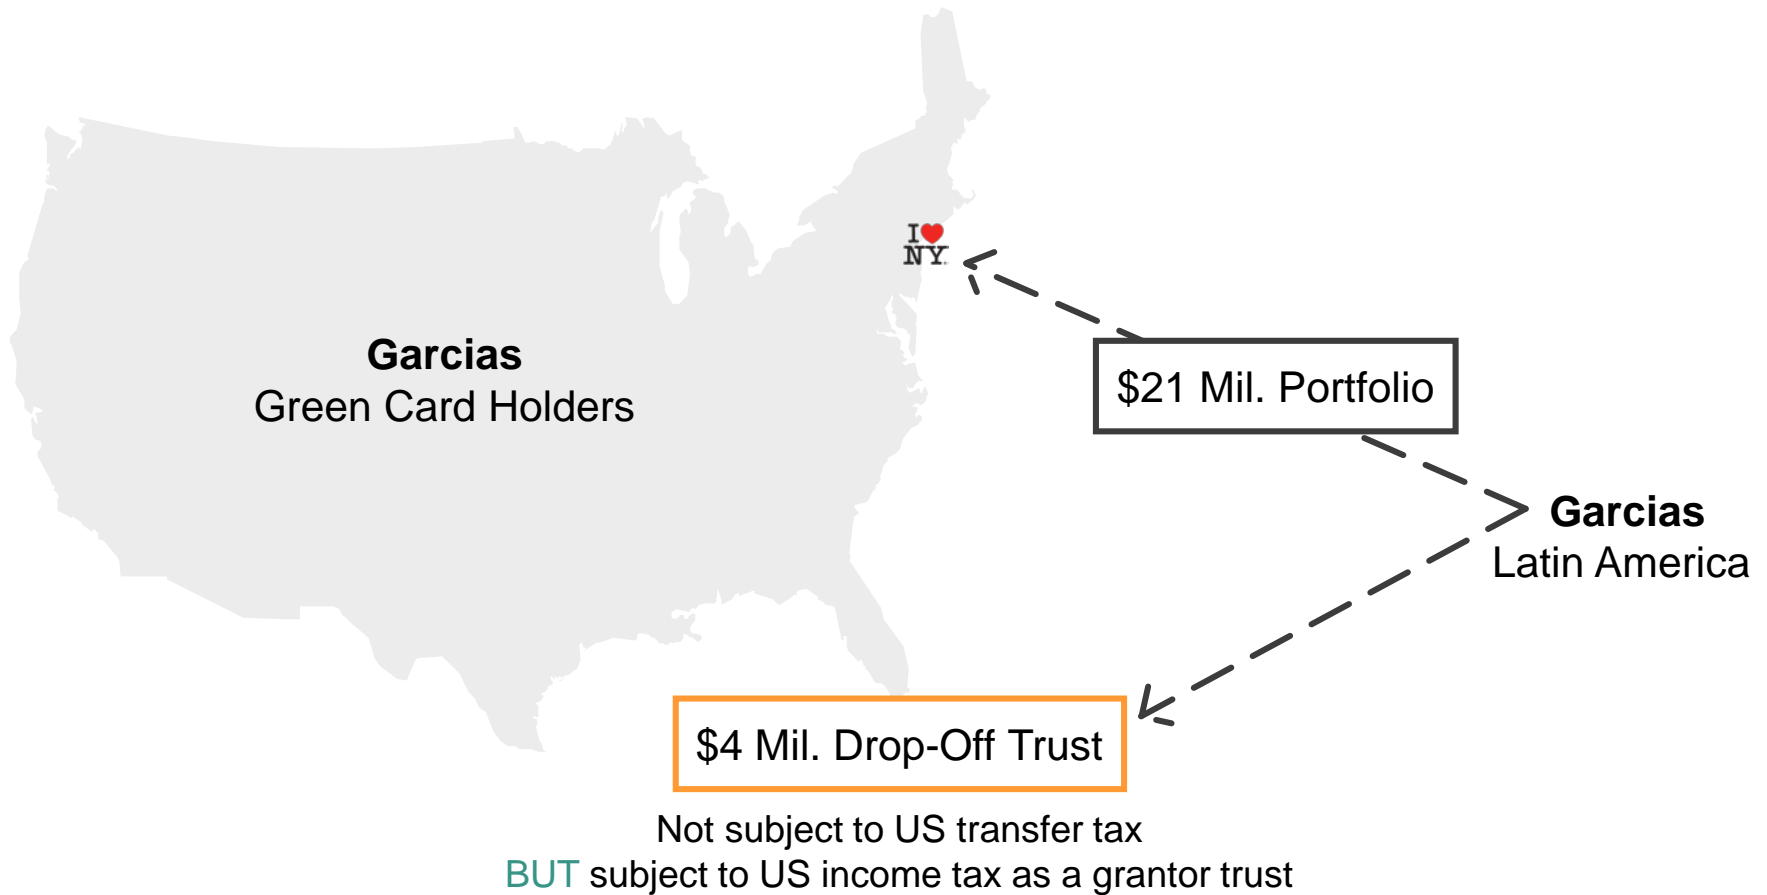 I❤
NY.
Garcias
Green Card Holders
$21 Mil. Portfolio
Garcias
Latin America
$4 Mil. Drop-Off Trust
Not subject to US transfer tax
BUT subject to US income tax as a grantor trust